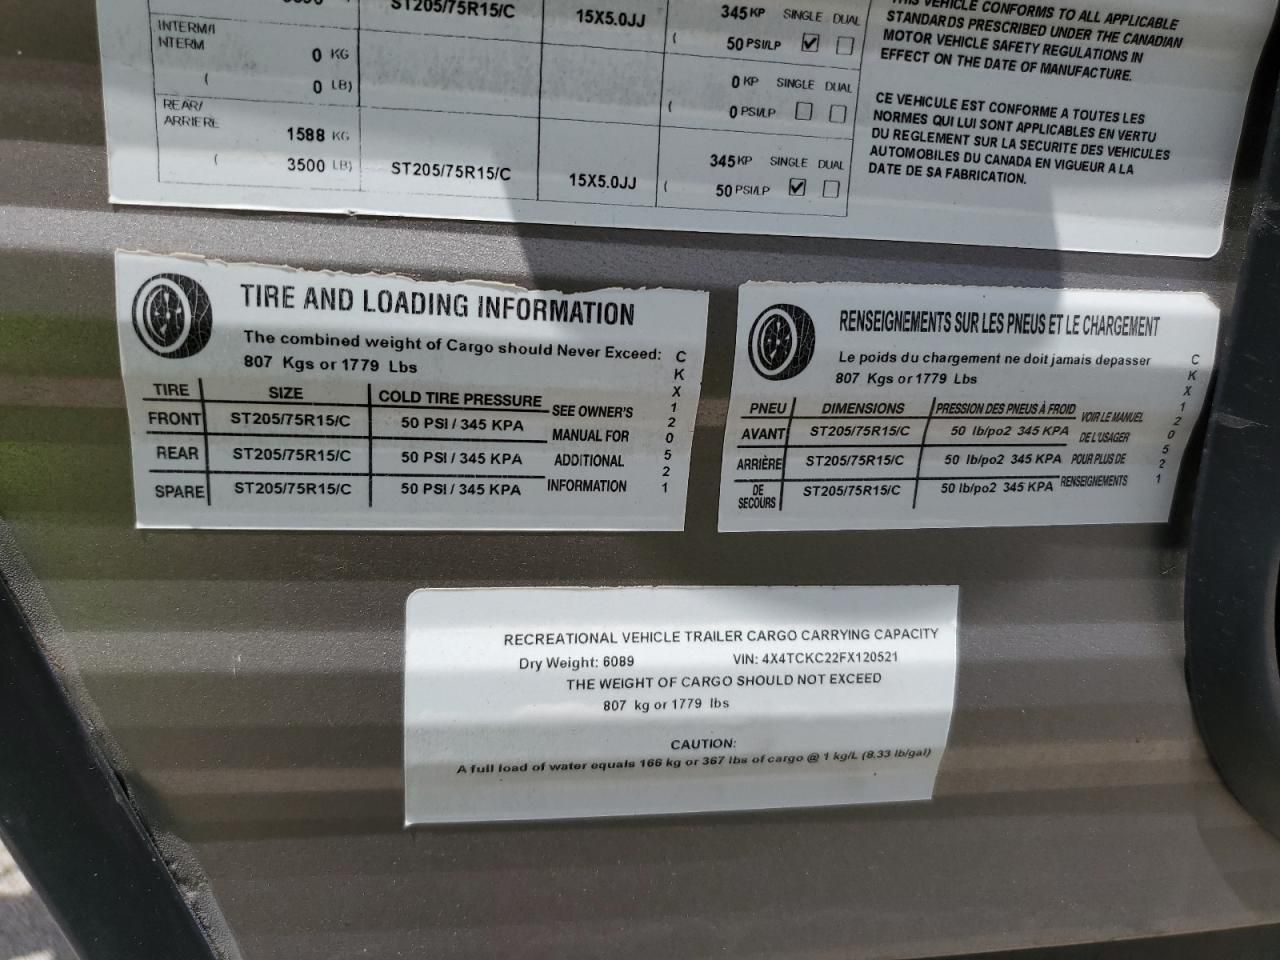 ST205/75R15/C 15X5.0JJ 345 KP SINGLE DUAL
( 50 PSI/LP
INTERM/I
NTERM
0 KG
( 0 LB)
0 KP SINGLE DUAL
( 0 PSI/LP
REAR/
ARRIERE
1588 KG
( 3500 LB)
ST205/75R15/C 15X5.0JJ
345 KP SINGLE DUAL
( 50 PSI/LP
THIS VEHICLE CONFORMS TO ALL APPLICABLE
STANDARDS PRESCRIBED UNDER THE CANADIAN
MOTOR VEHICLE SAFETY REGULATIONS IN
EFFECT ON THE DATE OF MANUFACTURE.
CE VEHICULE EST CONFORME A TOUTES LES
NORMES QUI LUI SONT APPLICABLES EN VERTU
DU REGLEMENT SUR LA SECURITE DES VEHICULES
AUTOMOBILES DU CANADA EN VIGUEUR A LA
DATE DE SA FABRICATION.
TIRE AND LOADING INFORMATION
The combined weight of Cargo should Never Exceed:
807 Kgs or 1779 Lbs
TIRE SIZE COLD TIRE PRESSURE
FRONT ST205/75R15/C 50 PSI / 345 KPA
REAR ST205/75R15/C 50 PSI / 345 KPA
SPARE ST205/75R15/C 50 PSI / 345 KPA
SEE OWNER'S
MANUAL FOR
ADDITIONAL
INFORMATION
CKX120521
RENSEIGNEMENTS SUR LES PNEUS ET LE CHARGEMENT
Le poids du chargement ne doit jamais depasser
807 Kgs or 1779 Lbs
PNEU DIMENSIONS PRESSION DES PNEUS À FROID
AVANT ST205/75R15/C 50 lb/po2 345 KPA
ARRIÈRE ST205/75R15/C 50 lb/po2 345 KPA
DE
SECOURS ST205/75R15/C 50 lb/po2 345 KPA
VOIR LE MANUEL
DE L'USAGER
POUR PLUS DE
RENSEIGNEMENTS
CKX120521
RECREATIONAL VEHICLE TRAILER CARGO CARRYING CAPACITY
Dry Weight: 6089 VIN: 4X4TCKC22FX120521
THE WEIGHT OF CARGO SHOULD NOT EXCEED
807 kg or 1779 lbs
CAUTION:
A full load of water equals 166 kg or 367 lbs of cargo @ 1 kg/L (8.33 lb/gal)